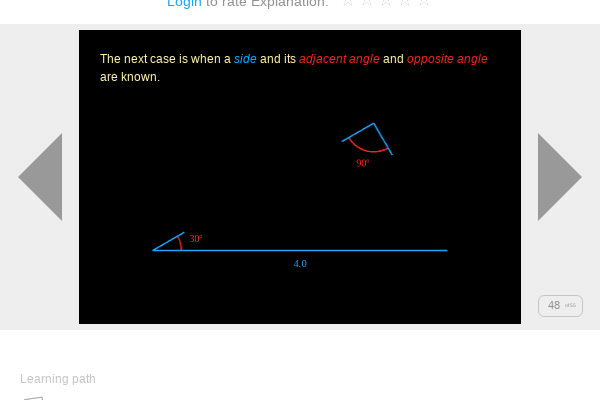 Login to rate Explanation:
The next case is when a side and its adjacent angle and opposite angle
are known.
90°
30°
4.0
48 of55
Learning path